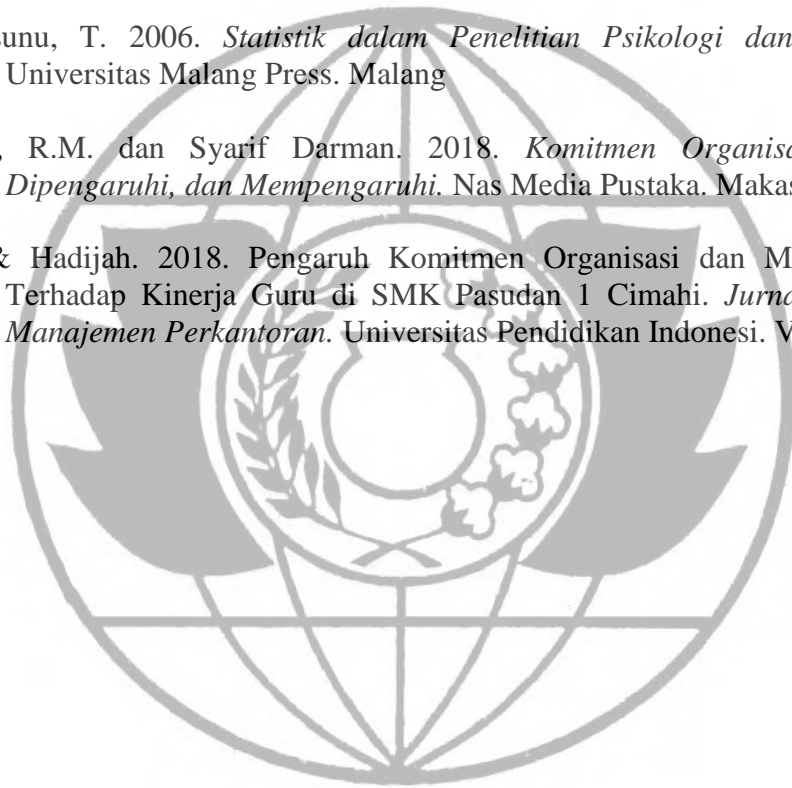 sunu, T. 2006. Statistik dalam Penelitian Psikologi dan
Universitas Malang Press. Malang
, R.M. dan Syarif Darman. 2018. Komitmen Organisa
Dipengaruhi, dan Mempengaruhi. Nas Media Pustaka. Makas
& Hadijah. 2018. Pengaruh Komitmen Organisasi dan M
Terhadap Kinerja Guru di SMK Pasudan 1 Cimahi. Jurna
Manajemen Perkantoran. Universitas Pendidikan Indonesi. V